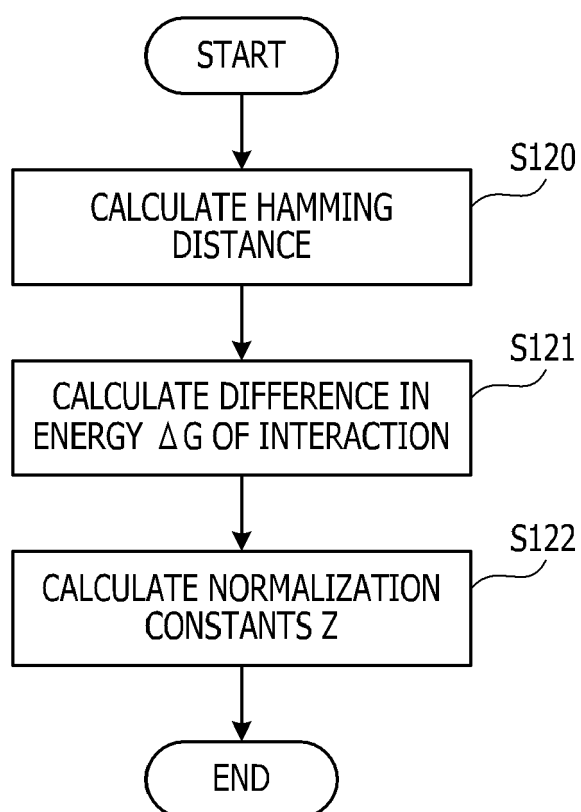 START
S120
CALCULATE HAMMING
DISTANCE
S121
CALCULATE DIFFERENCE IN
ENERGY ΔG OF INTERACTION
S122
CALCULATE NORMALIZATION
CONSTANTS Z
END